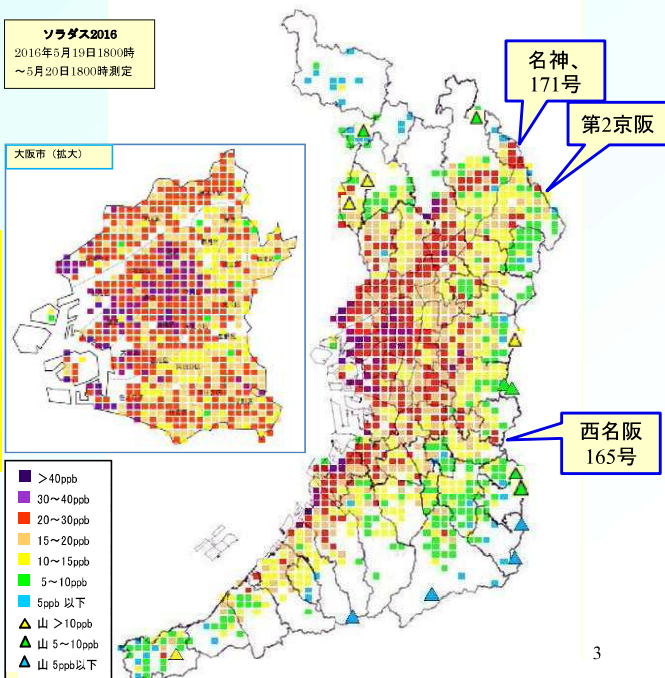 ソラダス2016
2016年5月19日1800時
～5月20日1800時測定
名神、
171号
第2京阪
大阪市（拡大）
西名阪
165号
＞40ppb
30～40ppb
20～30ppb
15～20ppb
10～15ppb
5～10ppb
5ppb 以下
山 ＞10ppb
山 5～10ppb
山 5ppb以下
3